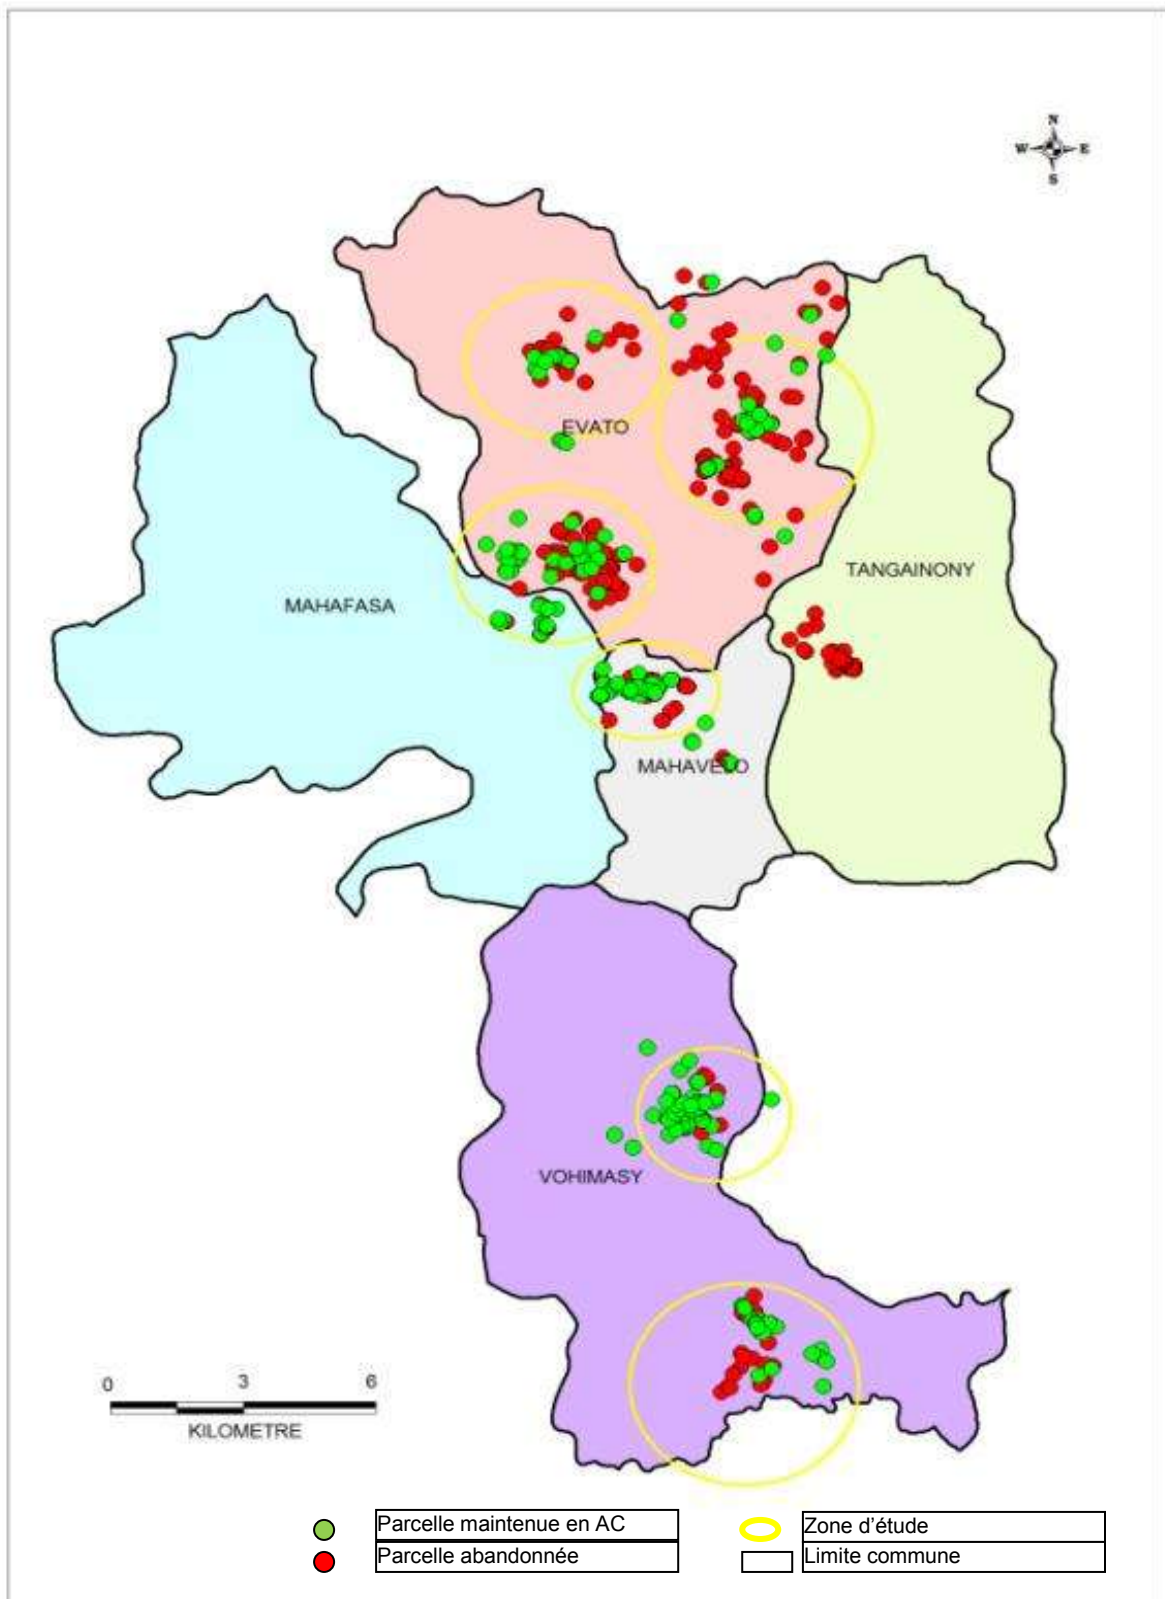 N
W E
S
EVATO
TANGAINONY
MAHAFASA
MAHAVELO
VOHIMASY
0 3 6
KILOMETRE
Parcelle maintenue en AC
Zone d'étude
Parcelle abandonnée
Limite commune